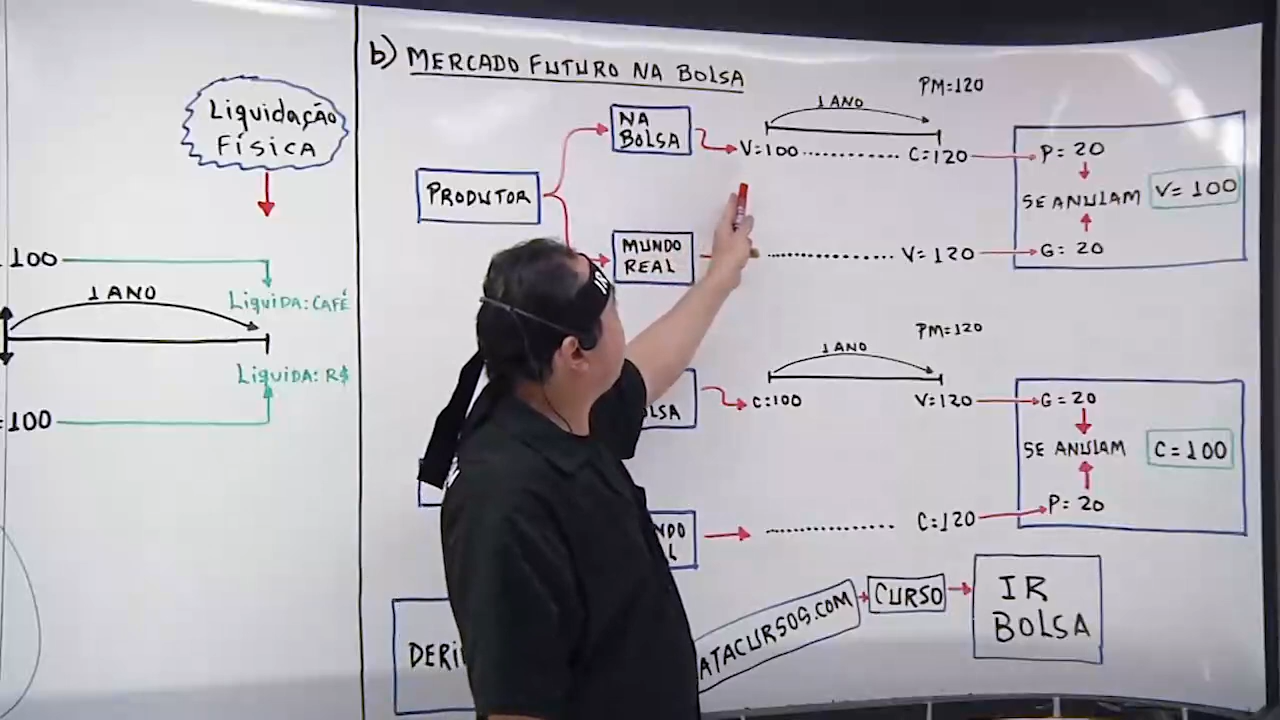 Liquidação
FÍSICA
100
1 ANO
LiquiDA: CAFÉ
LiquiDA: R$
100
b) MERCADO FUTURO NA BOLSA
PM=120
1 ANO
NA
BOLSA
V=100 C=120
P= 20
SE ANULAM
V= 100
G= 20
PRODUTOR
MUNDO
REAL
V=120
PM=120
1 ANO
C=100
V=120
G= 20
SE ANULAM
C=100
P= 20
C=120
CURSO
IR
BOLSA